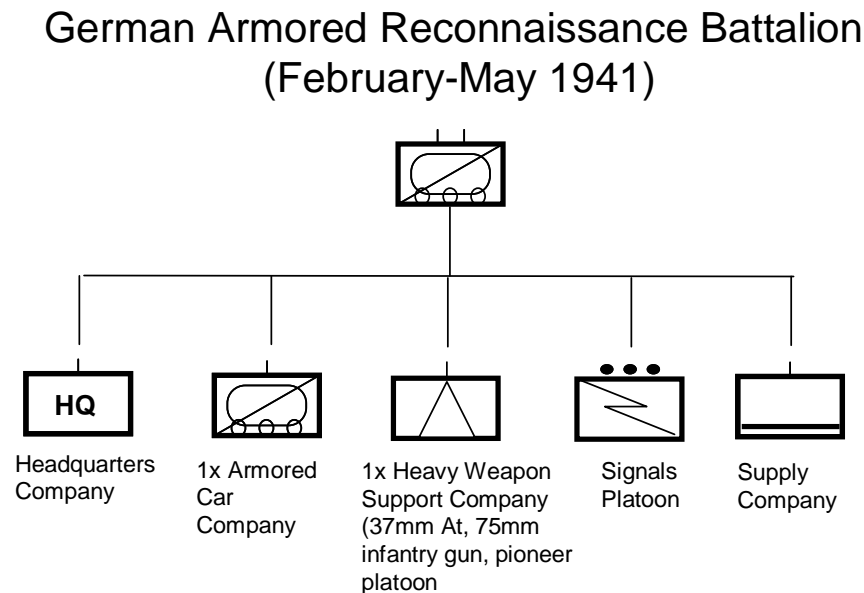 German Armored Reconnaissance Battalion
(February-May 1941)
HQ
Headquarters
Company
1x Armored
Car
Company
1x Heavy Weapon
Support Company
(37mm At, 75mm
infantry gun, pioneer
platoon
Signals
Platoon
Supply
Company